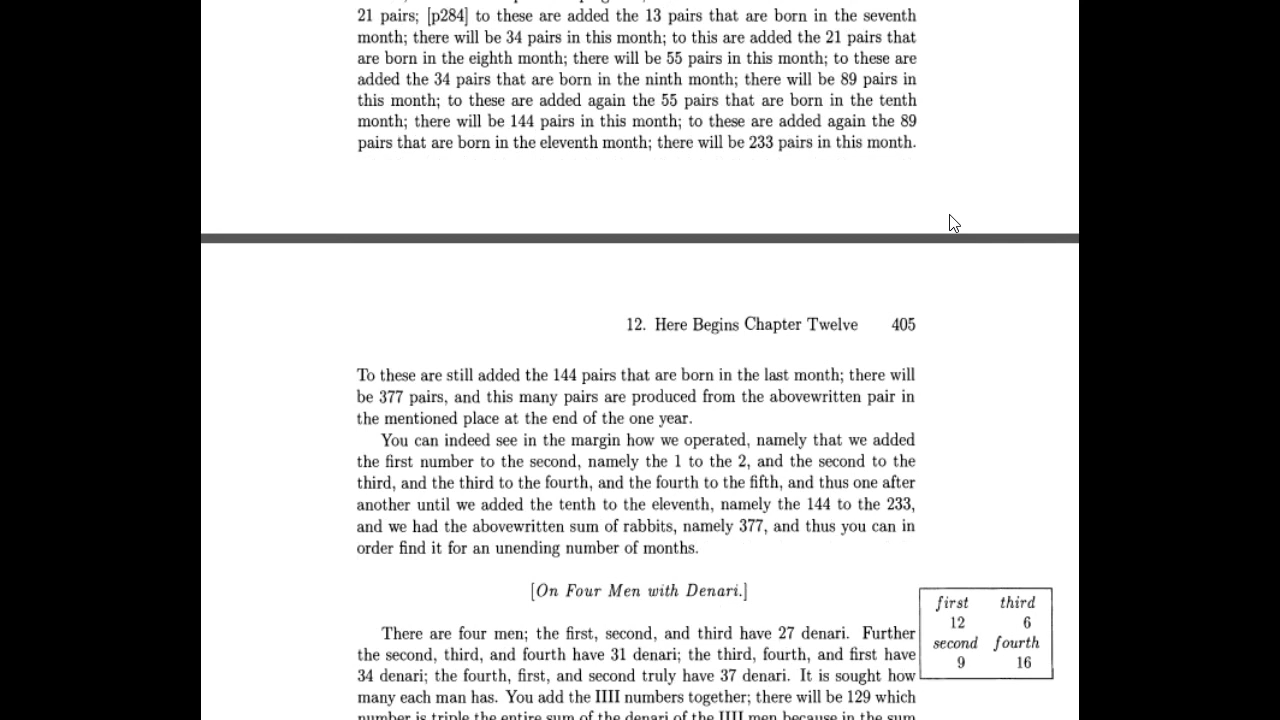 21 pairs; [p284] to these are added the 13 pairs that are born in the seventh
month; there will be 34 pairs in this month; to this are added the 21 pairs that
are born in the eighth month; there will be 55 pairs in this month; to these are
added the 34 pairs that are born in the ninth month; there will be 89 pairs in
this month; to these are added again the 55 pairs that are born in the tenth
month; there will be 144 pairs in this month; to these are added again the 89
pairs that are born in the eleventh month; there will be 233 pairs in this month.
12. Here Begins Chapter Twelve 405
To these are still added the 144 pairs that are born in the last month; there will
be 377 pairs, and this many pairs are produced from the abovewritten pair in
the mentioned place at the end of the one year.
You can indeed see in the margin how we operated, namely that we added
the first number to the second, namely the 1 to the 2, and the second to the
third, and the third to the fourth, and the fourth to the fifth, and thus one after
another until we added the tenth to the eleventh, namely the 144 to the 233,
and we had the abovewritten sum of rabbits, namely 377, and thus you can in
order find it for an unending number of months.
[On Four Men with Denari.]
first third
12 6
second fourth
9 16
There are four men; the first, second, and third have 27 denari. Further
the second, third, and fourth have 31 denari; the third, fourth, and first have
34 denari; the fourth, first, and second truly have 37 denari. It is sought how
many each man has. You add the IIII numbers together; there will be 129 which
number is triple the entire sum of the denari of the IIII men because in the sum